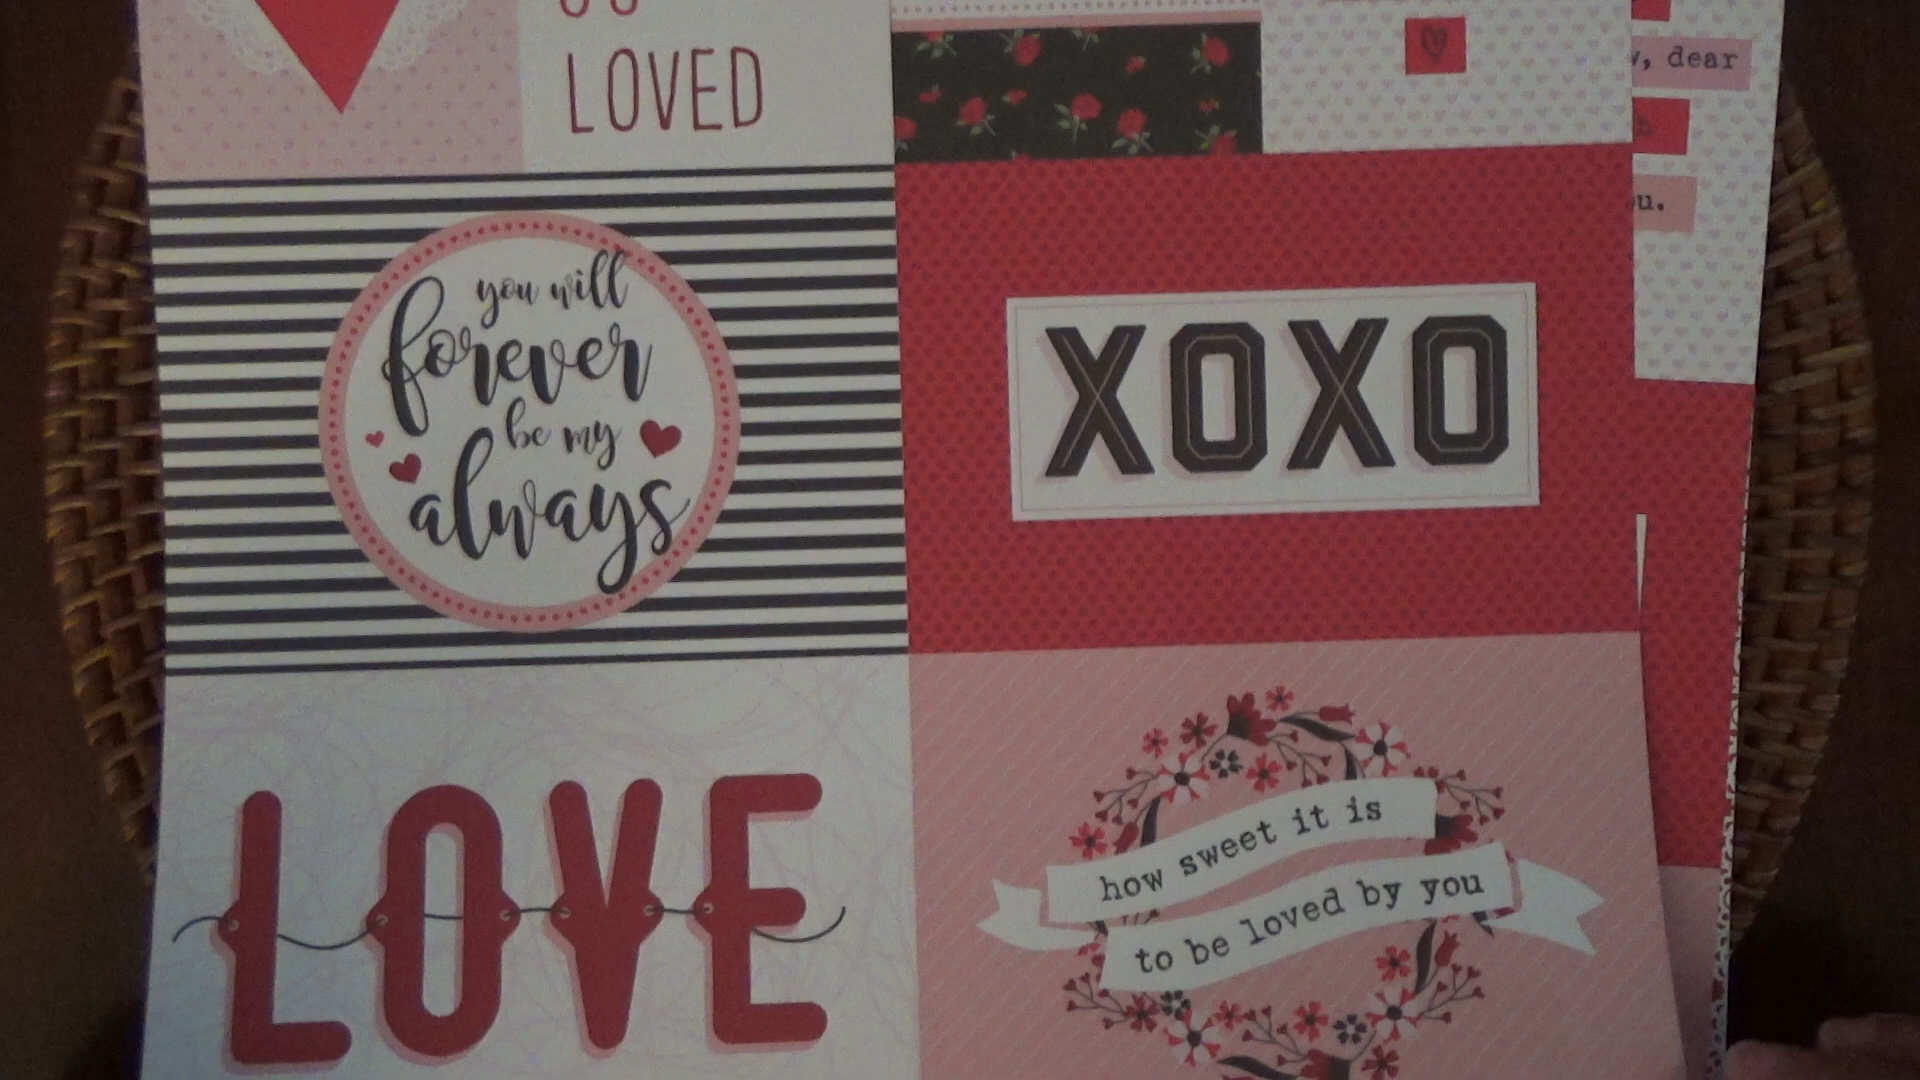 LOVED
you will
forever
be my
always
LOVE
XOXO
how sweet it is
to be loved by you
dear